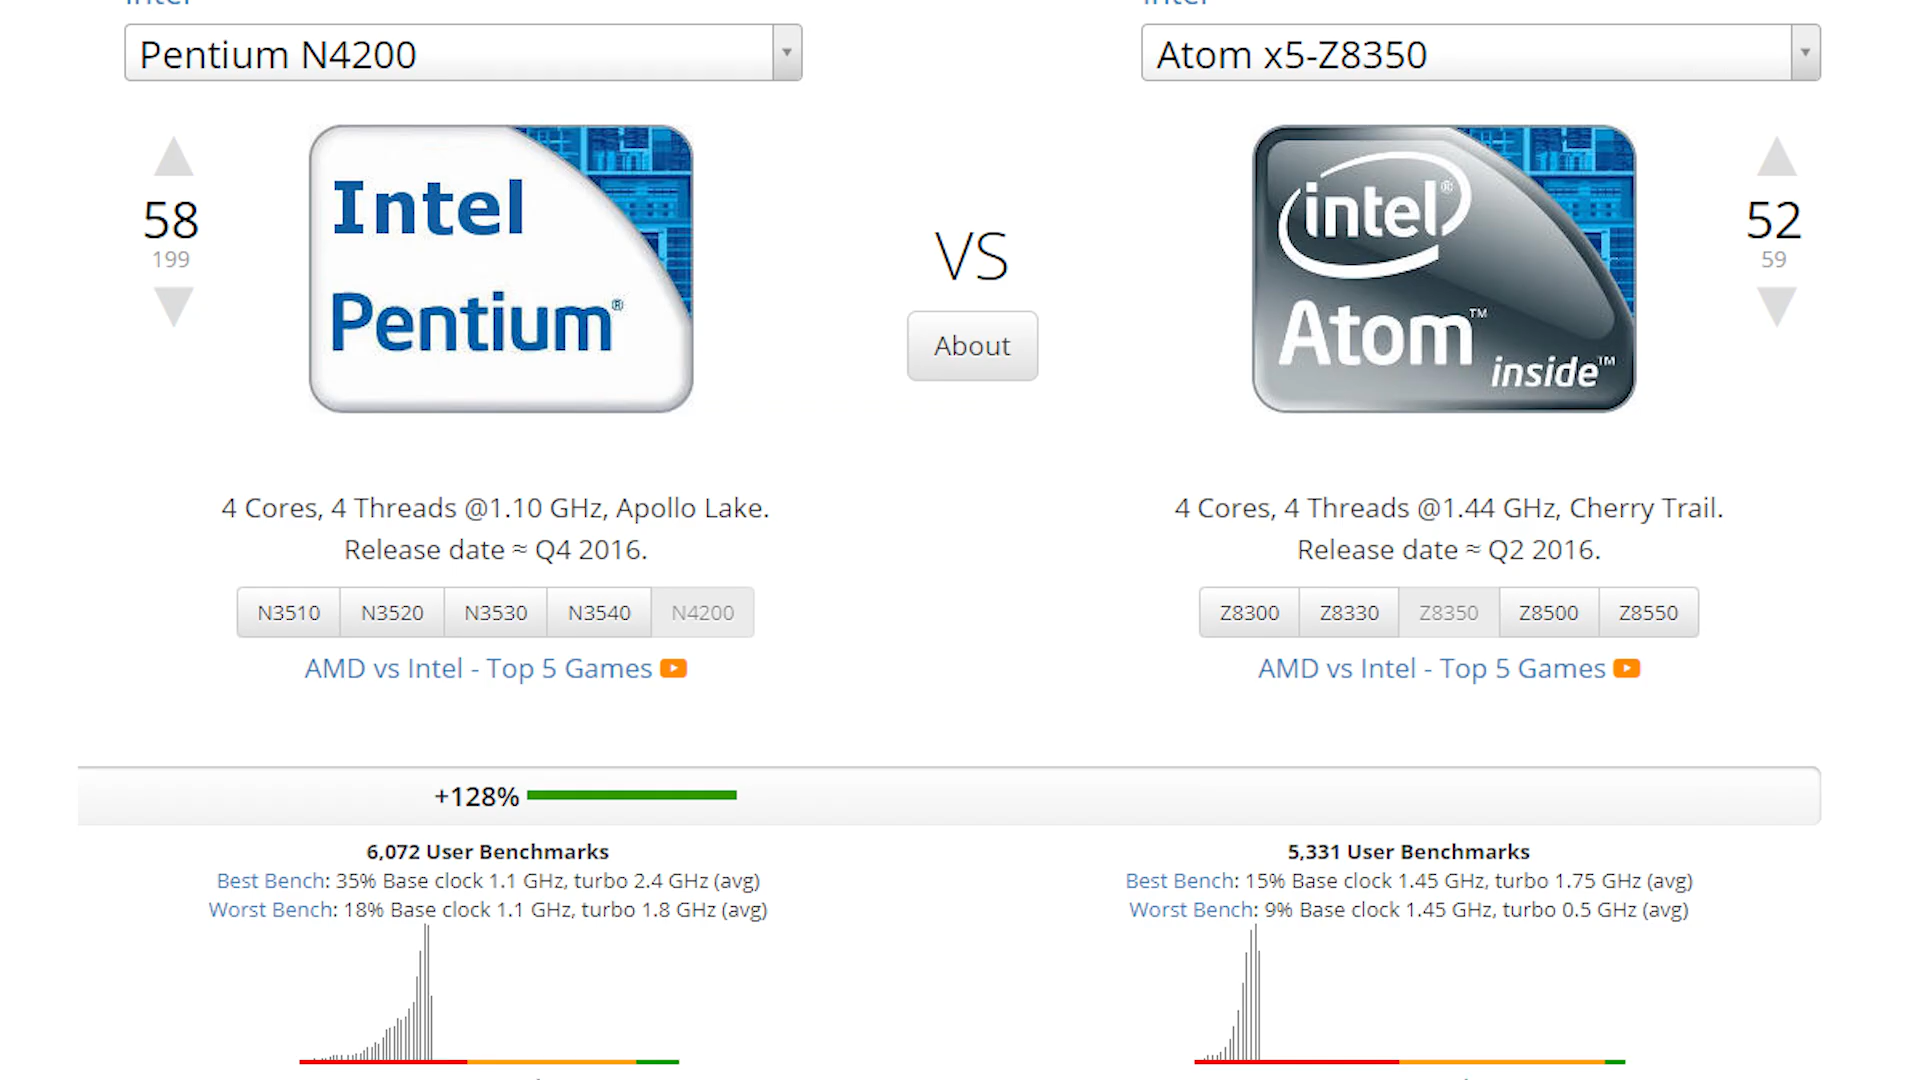 Intel Intel
Pentium N4200 Atom x5-Z8350
58
199
Intel
Pentium®
VS
About
intel®
Atom™
inside™
52
59
4 Cores, 4 Threads @1.10 GHz, Apollo Lake.
Release date ≈ Q4 2016.
N3510 N3520 N3530 N3540 N4200
AMD vs Intel - Top 5 Games
4 Cores, 4 Threads @1.44 GHz, Cherry Trail.
Release date ≈ Q2 2016.
Z8300 Z8330 Z8350 Z8500 Z8550
AMD vs Intel - Top 5 Games
+128%
6,072 User Benchmarks
Best Bench: 35% Base clock 1.1 GHz, turbo 2.4 GHz (avg)
Worst Bench: 18% Base clock 1.1 GHz, turbo 1.8 GHz (avg)
5,331 User Benchmarks
Best Bench: 15% Base clock 1.45 GHz, turbo 1.75 GHz (avg)
Worst Bench: 9% Base clock 1.45 GHz, turbo 0.5 GHz (avg)